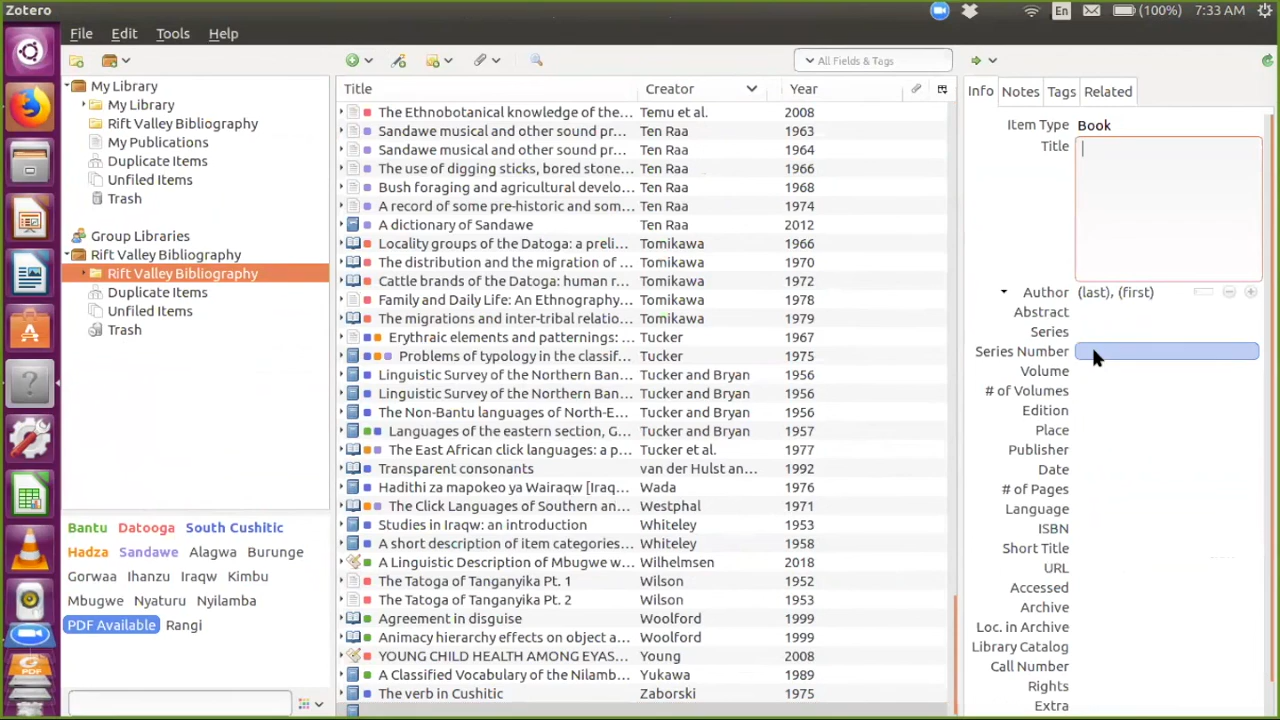 Zotero
En
(100%)
7:33 AM
File Edit Tools Help
All Fields & Tags
My Library
My Library
Rift Valley Bibliography
My Publications
Duplicate Items
Unfiled Items
Trash
Group Libraries
Rift Valley Bibliography
Rift Valley Bibliography
Duplicate Items
Unfiled Items
Trash
Bantu Datooga South Cushitic
Hadza Sandawe Alagwa Burunge
Gorwaa Ihanzu Iraqw Kimbu
Mbugwe Nyaturu Nyilamba
PDF Available Rangi
Title Creator Year
The Ethnobotanical knowledge of the... Temu et al. 2008
Sandawe musical and other sound pr... Ten Raa 1963
Sandawe musical and other sound pr... Ten Raa 1964
The use of digging sticks, bored stone... Ten Raa 1966
Bush foraging and agricultural develo... Ten Raa 1968
A record of some pre-historic and som... Ten Raa 1974
A dictionary of Sandawe Ten Raa 2012
Locality groups of the Datoga: a preli... Tomikawa 1966
The distribution and the migration of ... Tomikawa 1970
Cattle brands of the Datoga: human r... Tomikawa 1972
Family and Daily Life: An Ethnography... Tomikawa 1978
The migrations and inter-tribal relatio... Tomikawa 1979
Erythraic elements and patternings: ... Tucker 1967
Problems of typology in the classif... Tucker 1975
Linguistic Survey of the Northern Ban... Tucker and Bryan 1956
Linguistic Survey of the Northern Ban... Tucker and Bryan 1956
The Non-Bantu languages of North-E... Tucker and Bryan 1956
Languages of the eastern section, G... Tucker and Bryan 1957
The East African click languages: a p... Tucker et al. 1977
Transparent consonants van der Hulst an... 1992
Hadithi za mapokeo ya Wairaqw [Iraq... Wada 1976
The Click Languages of Southern an... Westphal 1971
Studies in Iraqw: an introduction Whiteley 1953
A short description of item categories... Whiteley 1958
A Linguistic Description of Mbugwe w... Wilhelmsen 2018
The Tatoga of Tanganyika Pt. 1 Wilson 1952
The Tatoga of Tanganyika Pt. 2 Wilson 1953
Agreement in disguise Woolford 1999
Animacy hierarchy effects on object a... Woolford 1999
YOUNG CHILD HEALTH AMONG EYAS... Young 2008
A Classified Vocabulary of the Nilamb... Yukawa 1989
The verb in Cushitic Zaborski 1975
Info Notes Tags Related
Item Type Book
Title
Author (last), (first)
Abstract
Series
Series Number
Volume
# of Volumes
Edition
Place
Publisher
Date
# of Pages
Language
ISBN
Short Title
URL
Accessed
Archive
Loc. in Archive
Library Catalog
Call Number
Rights
Extra
PDF